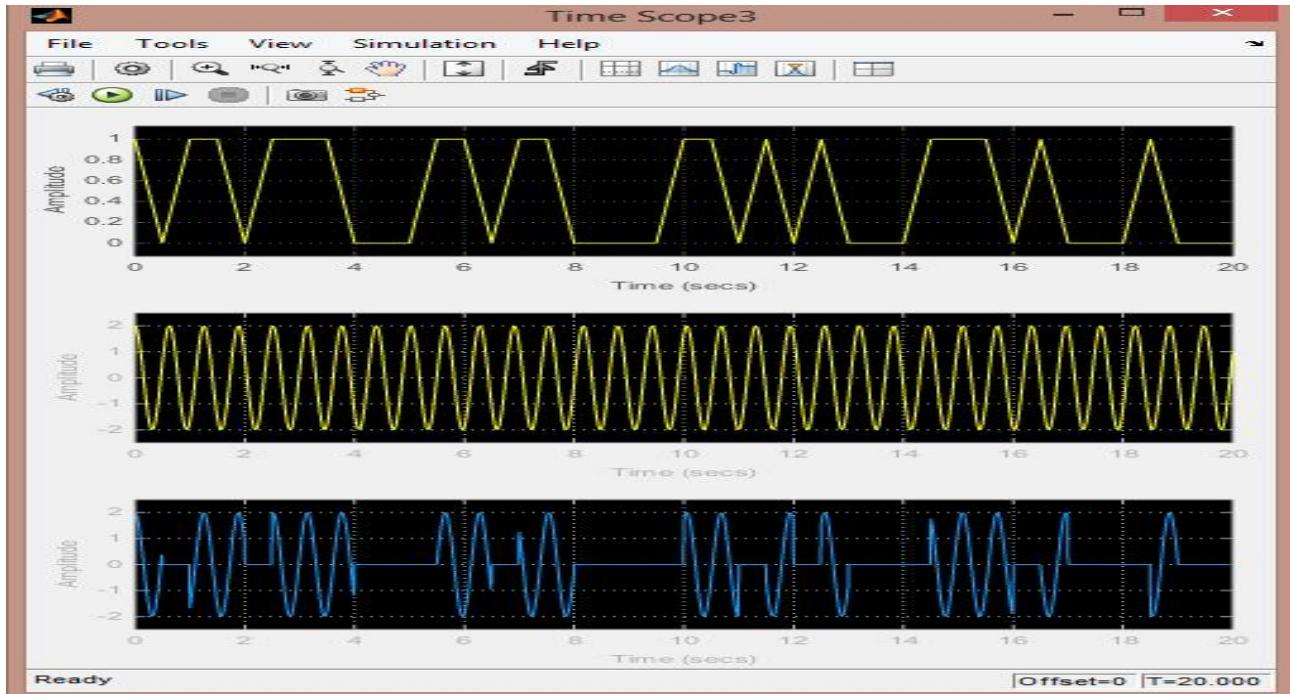 Time Scope3
File Tools View Simulation Help
1
0.8
0.6
0.4
0.2
0
Amplitude
0 2 4 6 8 10 12 14 16 18 20
Time (secs)
2
1
0
-1
-2
Amplitude
0 2 4 6 8 10 12 14 16 18 20
Time (secs)
2
1
0
-1
-2
Amplitude
0 2 4 6 8 10 12 14 16 18 20
Time (secs)
Ready Offset=0 T=20.000